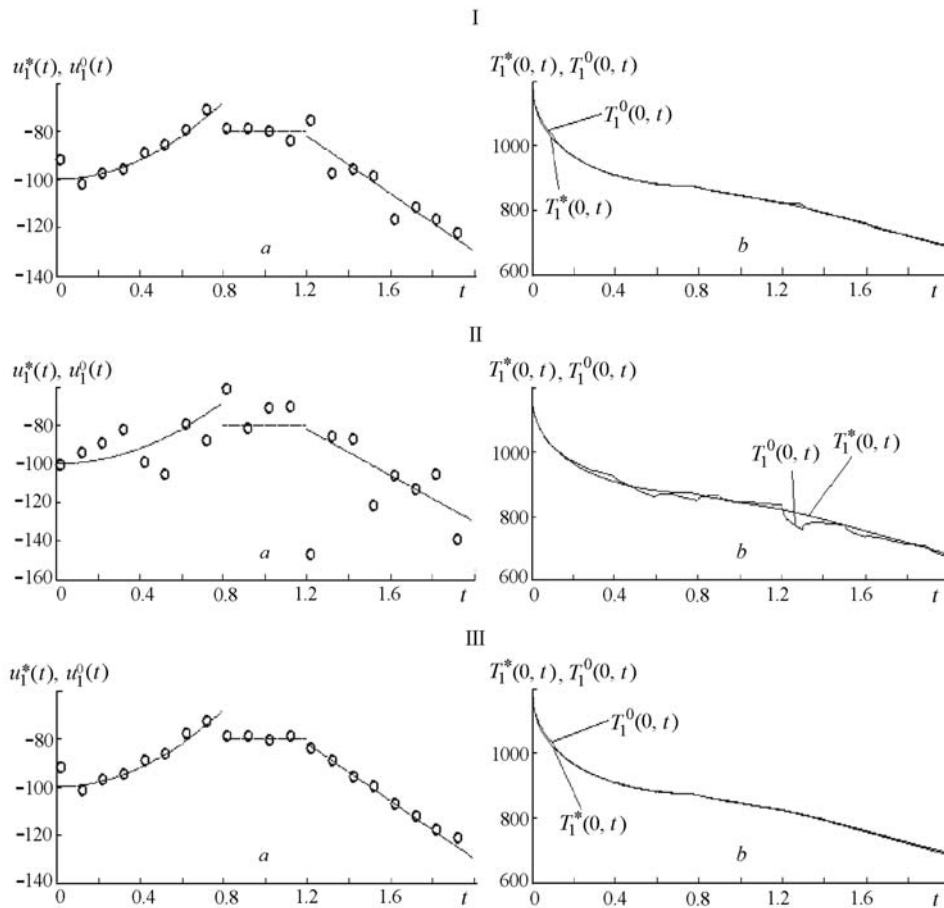 I
u₁*(t), u₁⁰(t)
−80
−100
−120
−140
0
0.4
0.8
1.2
1.6
t
a
T₁*(0, t), T₁⁰(0, t)
1000
800
600
0
0.4
0.8
1.2
1.6
t
T₁⁰(0, t)
T₁*(0, t)
b
II
u₁*(t), u₁⁰(t)
−80
−100
−120
−140
−160
0
0.4
0.8
1.2
1.6
t
a
T₁*(0, t), T₁⁰(0, t)
1000
800
600
0
0.4
0.8
1.2
1.6
t
T₁⁰(0, t)
T₁*(0, t)
b
III
u₁*(t), u₁⁰(t)
−80
−100
−120
−140
0
0.4
0.8
1.2
1.6
t
a
T₁*(0, t), T₁⁰(0, t)
1000
800
600
0
0.4
0.8
1.2
1.6
t
T₁⁰(0, t)
T₁*(0, t)
b